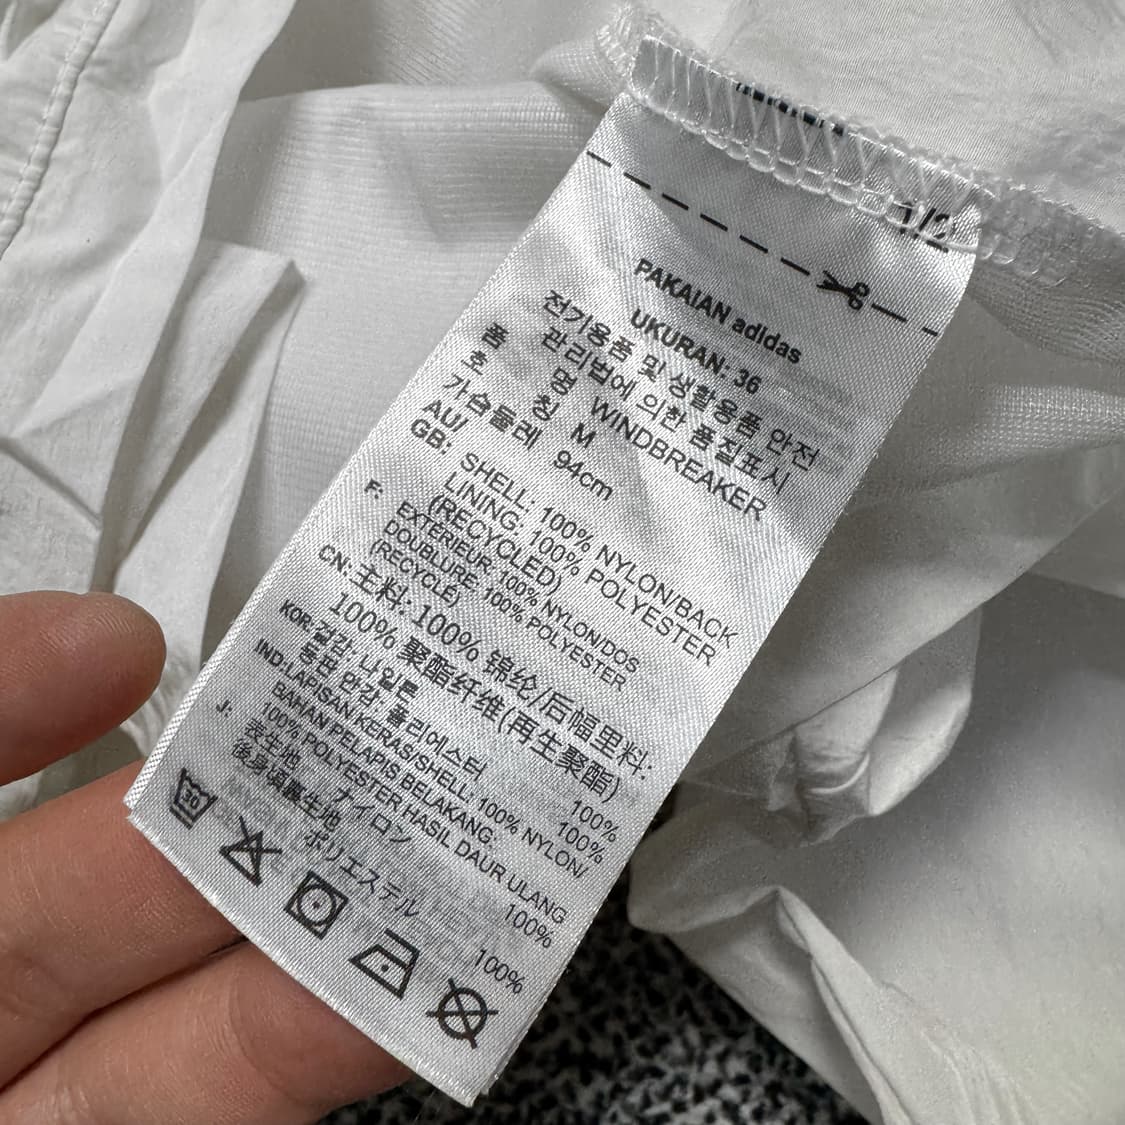 PAKAIAN adidas
UKURAN: 36
전기용품 및 생활용품 안전
관리법에 의한 품질표시
품 명 WINDBREAKER
호 칭 M
가슴둘레 94cm
AU/
GB: SHELL: 100% NYLON/BACK
LINING: 100% POLYESTER
(RECYCLED)
F: EXTÉRIEUR: 100% NYLON/DOS
DOUBLURE: 100% POLYESTER
(RECYCLÉ)
CN: 主料: 100% 锦纶/后幅里料:
100% 聚酯纤维(再生聚酯)
KOR: 겉감: 나일론 100%
등판 안감: 폴리에스터 100%
IND: LAPISAN KERAS/SHELL: 100% NYLON/
BAHAN PELAPIS BELAKANG:
100% POLYESTER HASIL DAUR ULANG
J: 表生地 ナイロン 100%
後身頃裏生地 ポリエステル 100%
30